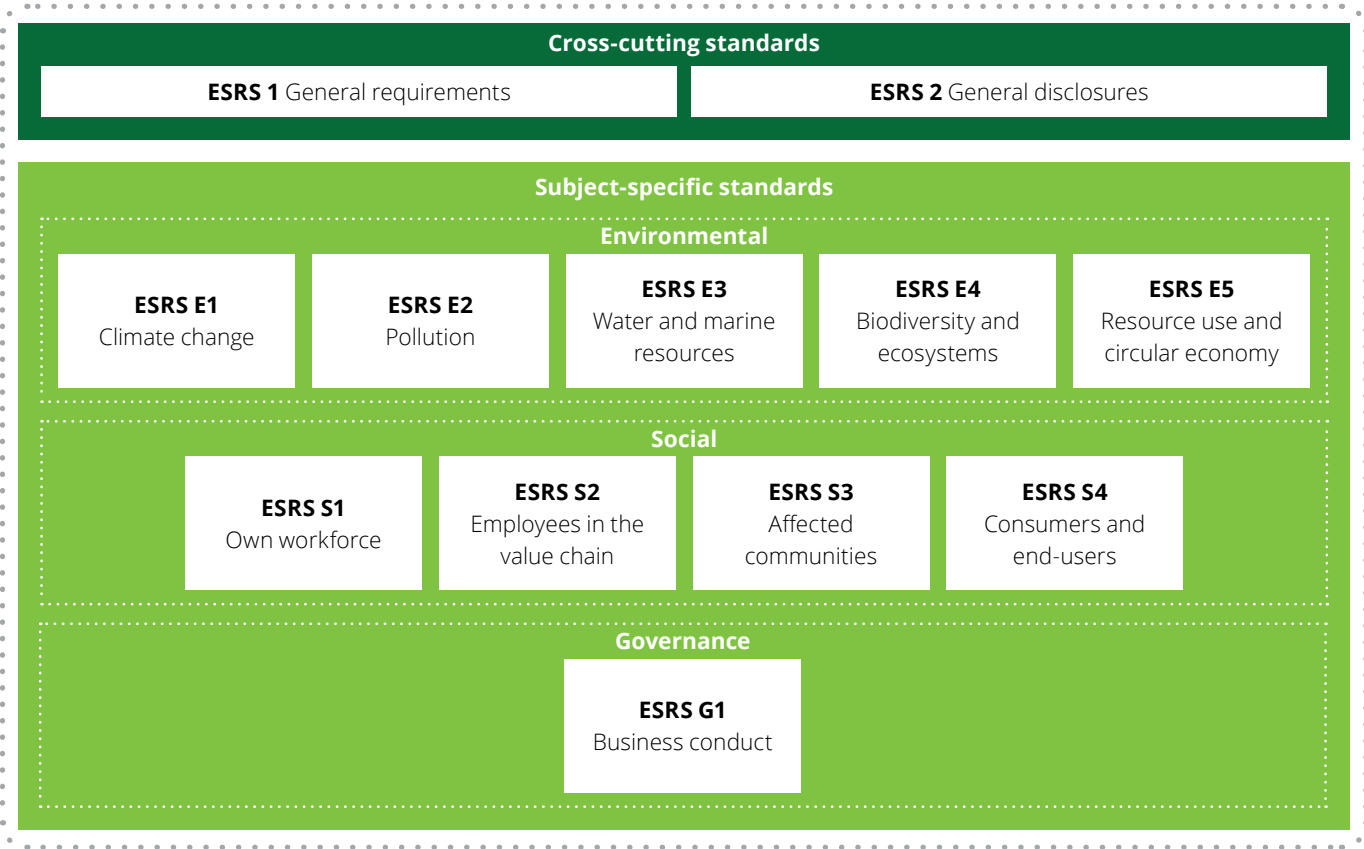 Cross-cutting standards
ESRS 1 General requirements
ESRS 2 General disclosures
Subject-specific standards
Environmental
ESRS E1
Climate change
ESRS E2
Pollution
ESRS E3
Water and marine
resources
ESRS E4
Biodiversity and
ecosystems
ESRS E5
Resource use and
circular economy
Social
ESRS S1
Own workforce
ESRS S2
Employees in the
value chain
ESRS S3
Affected
communities
ESRS S4
Consumers and
end-users
Governance
ESRS G1
Business conduct